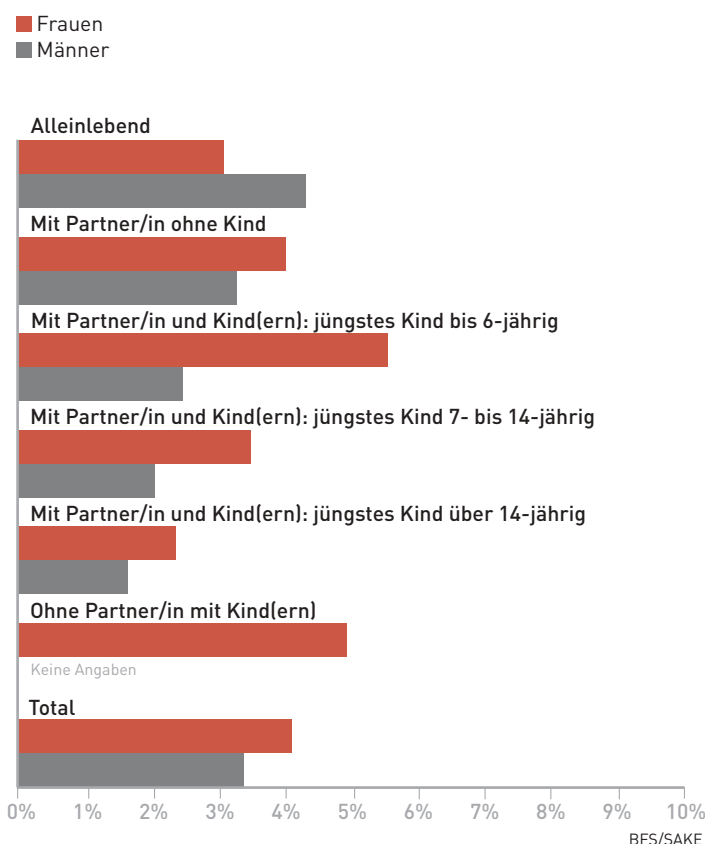 Frauen
Männer
Alleinlebend
Mit Partner/in ohne Kind
Mit Partner/in und Kind(ern): jüngstes Kind bis 6-jährig
Mit Partner/in und Kind(ern): jüngstes Kind 7- bis 14-jährig
Mit Partner/in und Kind(ern): jüngstes Kind über 14-jährig
Ohne Partner/in mit Kind(ern)
Keine Angaben
Total
0% 1% 2% 3% 4% 5% 6% 7% 8% 9% 10%
BFS/SAKE